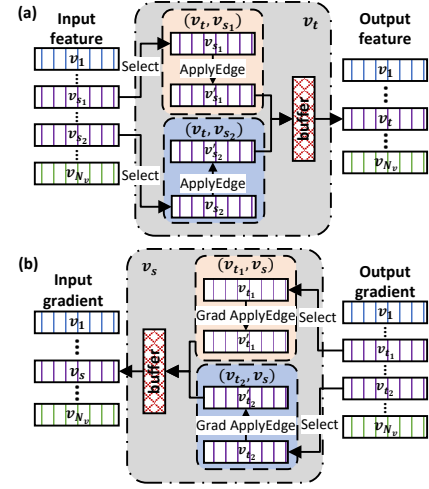 (a)
Input
feature
v_1
v_{s_1}
v_{s_2}
v_{N_v}
Select
Select
(v_t, v_{s_1})
v_{s_1}
ApplyEdge
v'_{s_1}
(v_t, v_{s_2})
v'_{s_2}
ApplyEdge
v_{s_2}
v_t
buffer
Output
feature
v_1
v_t
v_{N_v}
(b)
Input
gradient
v_1
v_s
v_{N_v}
v_s
buffer
(v_{t_1}, v_s)
v_{t_1}
Grad ApplyEdge
v'_{t_1}
(v_{t_2}, v_s)
v'_{t_2}
Grad ApplyEdge
v_{t_2}
Select
Select
Output
gradient
v_1
v_{t_1}
v_{t_2}
v_{N_v}